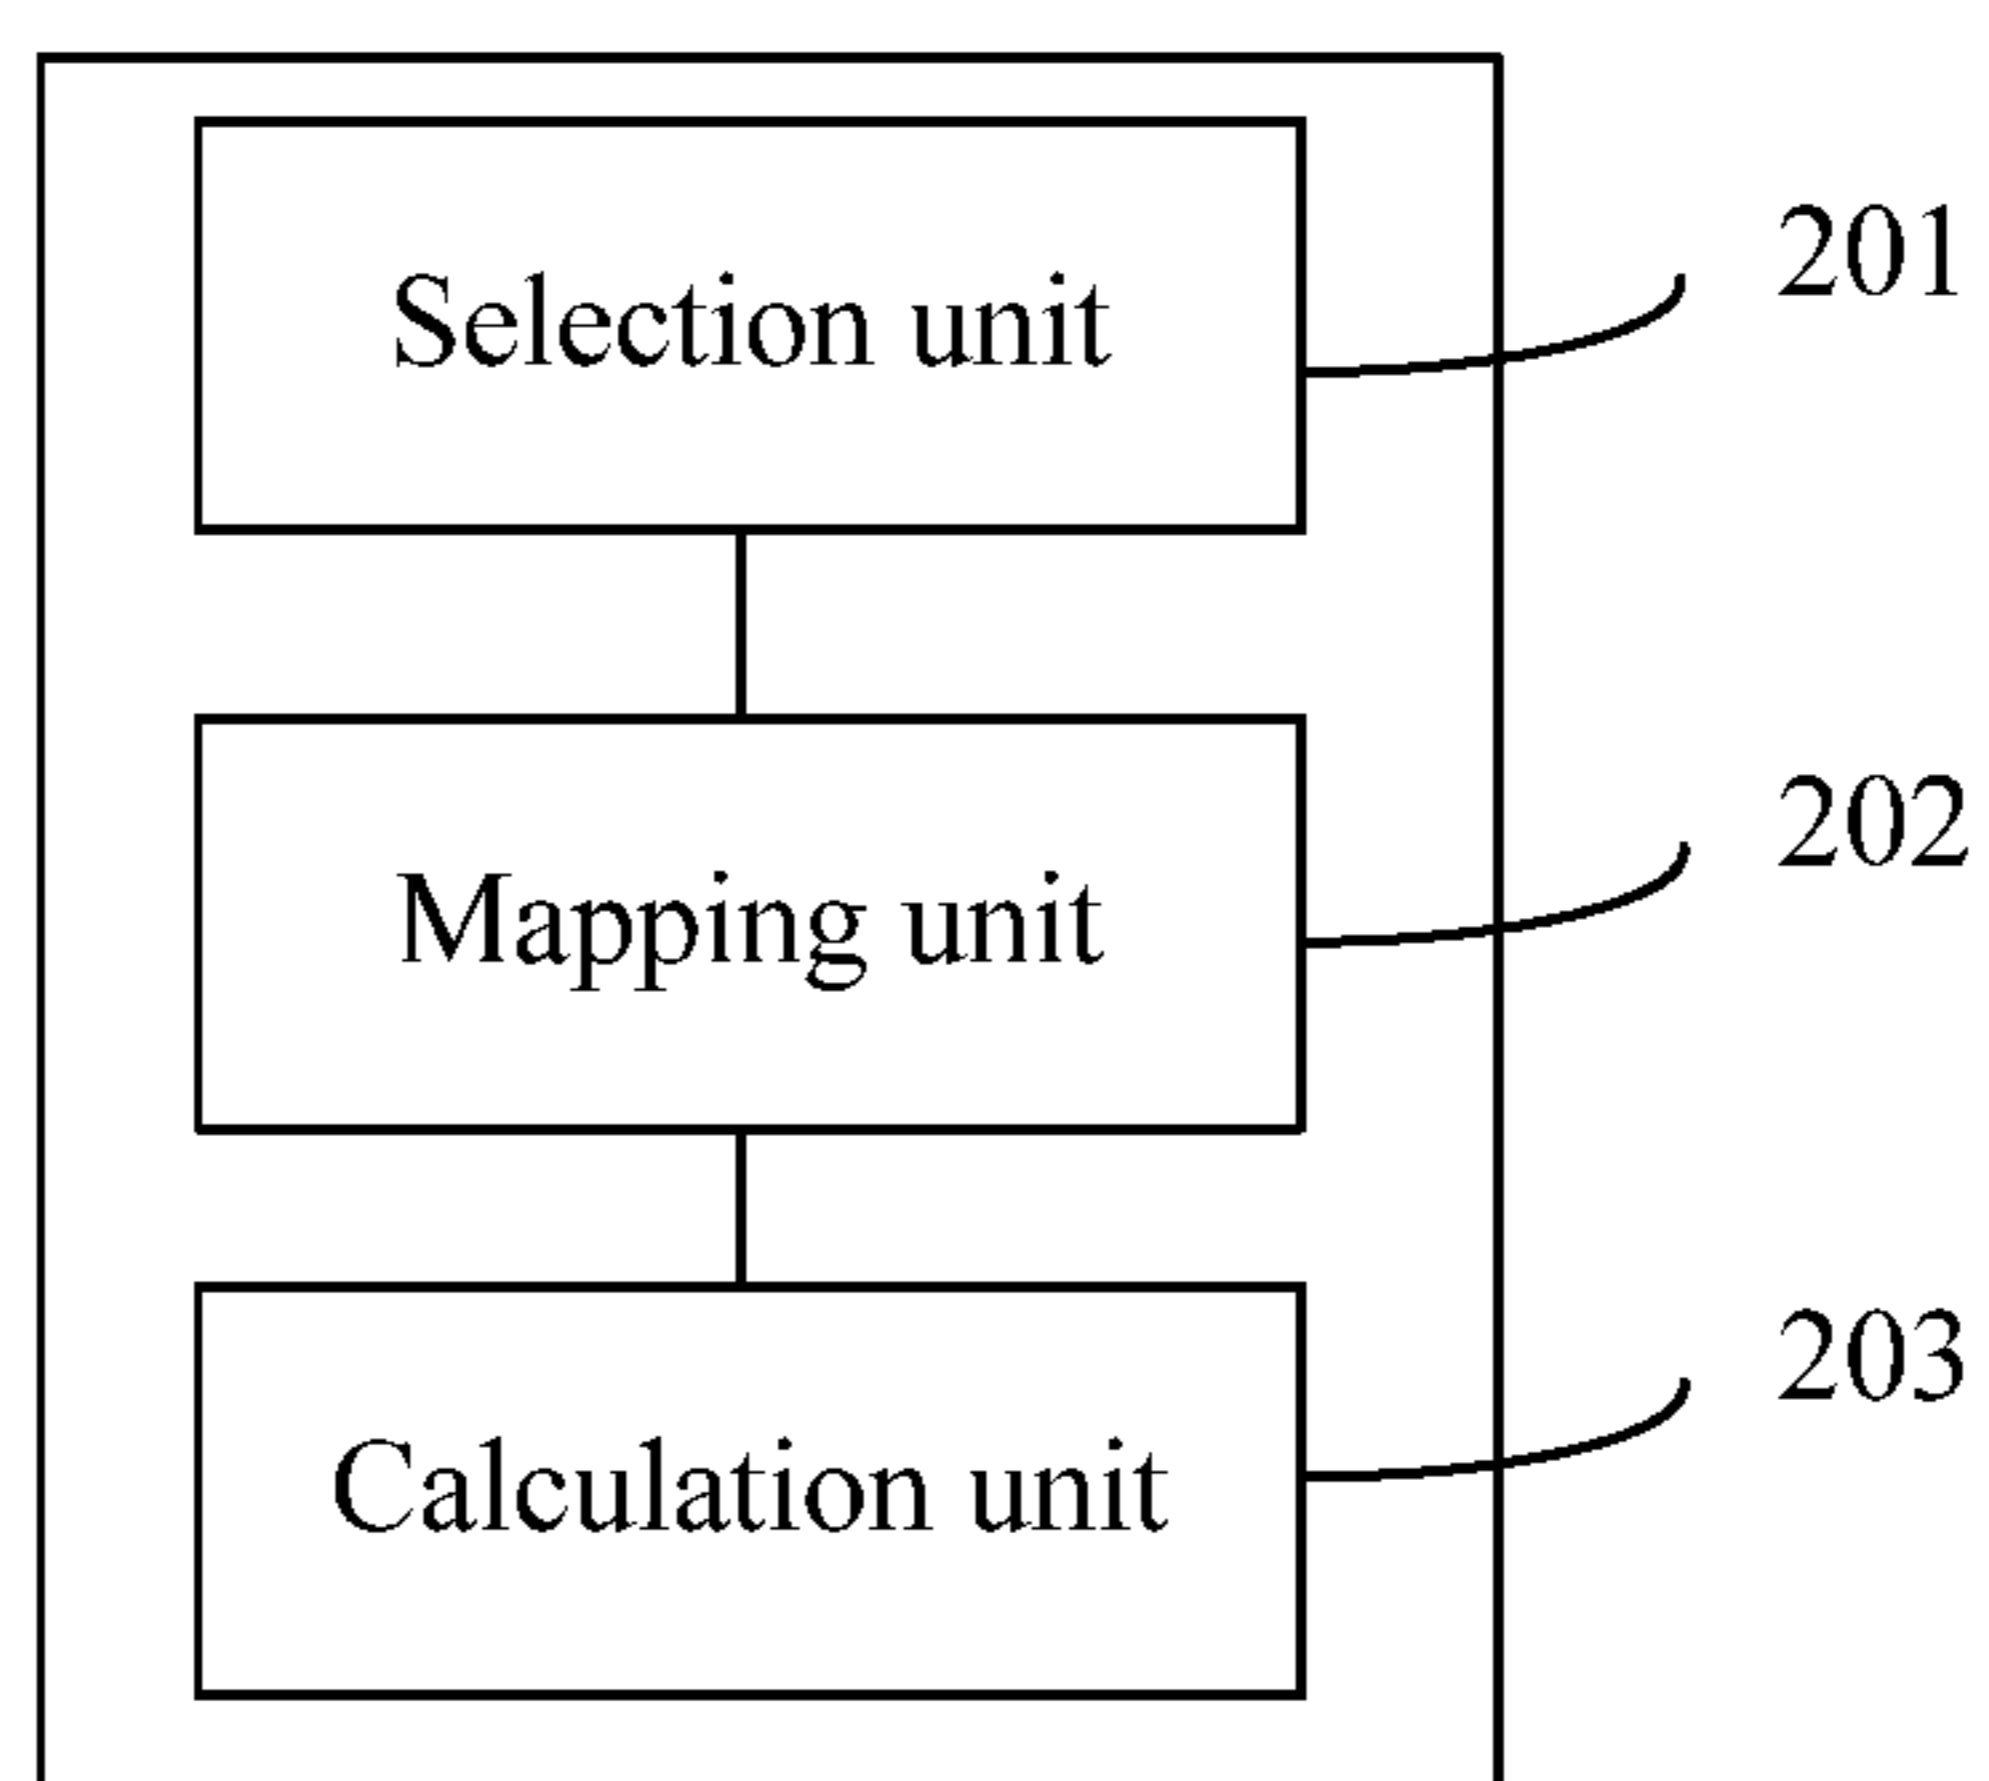 Selection unit
201
Mapping unit
202
Calculation unit
203